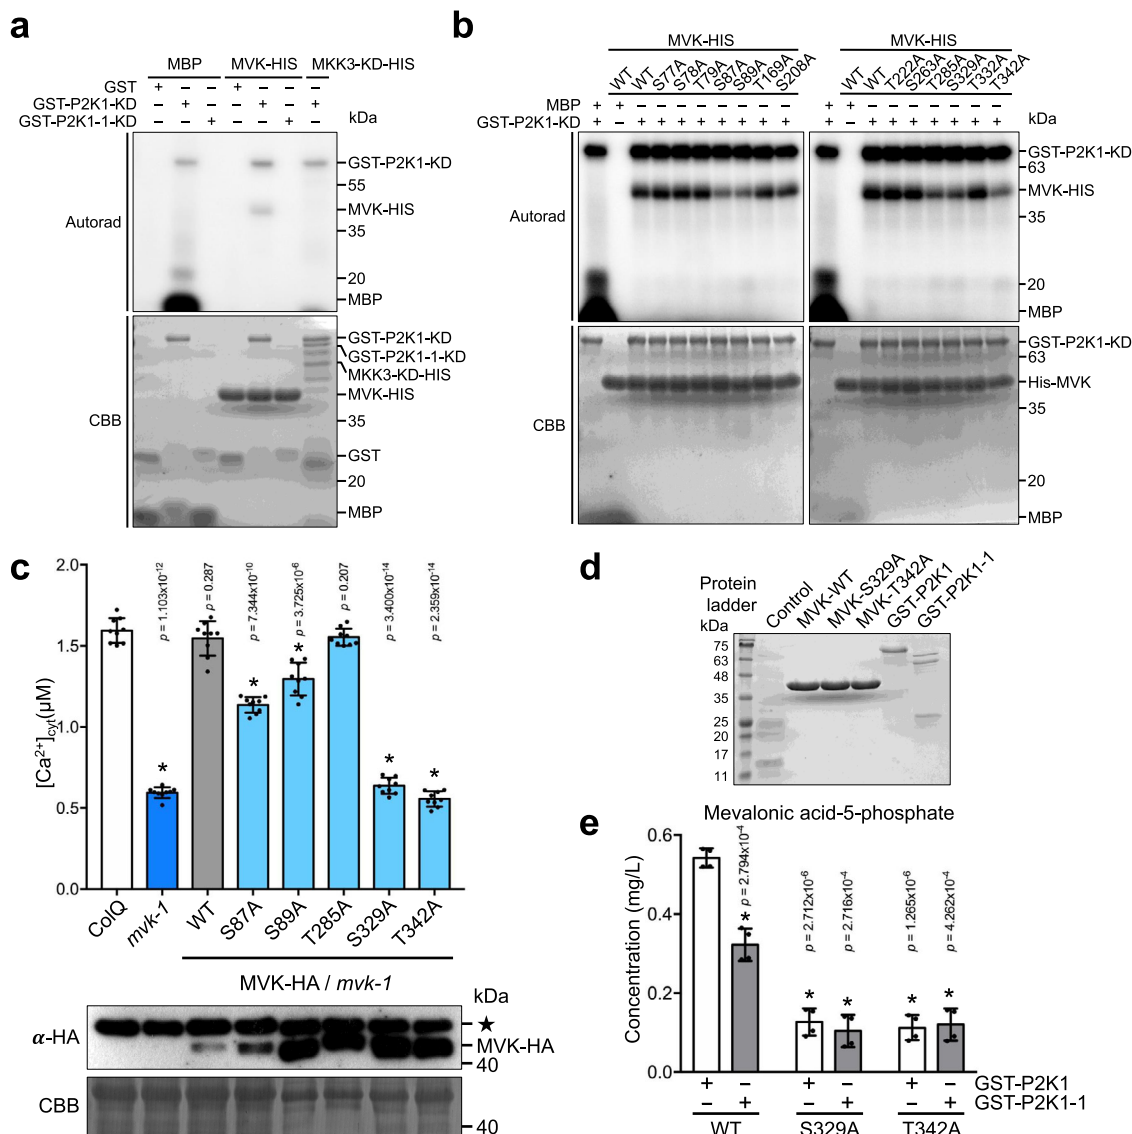 a
MBP MVK-HIS MKK3-KD-HIS
GST + − − + − − −
GST-P2K1-KD − + − − + − +
GST-P2K1-1-KD − − + − − + −
kDa
Autorad
GST-P2K1-KD
55
MVK-HIS
35
20
MBP
CBB
GST-P2K1-KD
GST-P2K1-1-KD
MKK3-KD-HIS
MVK-HIS
35
GST
20
MBP
b
MVK-HIS MVK-HIS
WT WT S77A S78A T79A S87A S89A T169A S208A
WT WT T222A S263A T285A S329A T332A T342A
MBP + + − − − − − − − − + + − − − − − − −
GST-P2K1-KD + − + + + + + + + + + − + + + + + + +
kDa
Autorad
GST-P2K1-KD
63
MVK-HIS
35
20
MBP
CBB
GST-P2K1-KD
63
His-MVK
35
20
MBP
c
[Ca²⁺]cyt(μM)
2.0
1.5
1.0
0.5
0.0
p = 1.103x10⁻¹²
p = 0.287
p = 7.344x10⁻¹⁰
p = 3.725x10⁻⁶
p = 0.207
p = 3.400x10⁻¹⁴
p = 2.359x10⁻¹⁴
* * * * *
ColQ mvk-1 WT S87A S89A T285A S329A T342A
MVK-HA / mvk-1
kDa
α-HA
★
MVK-HA
40
CBB
40
d
Protein ladder
kDa
Control MVK-WT MVK-S329A MVK-T342A GST-P2K1 GST-P2K1-1
75
63
48
35
25
20
17
11
e
Mevalonic acid-5-phosphate
Concentration (mg/L)
0.6
0.4
0.2
0.0
p = 2.794x10⁻⁴
p = 2.712x10⁻⁶
p = 2.716x10⁻⁴
p = 1.265x10⁻⁶
p = 4.262x10⁻⁴
* * * * *
+ − + − + − GST-P2K1
− + − + − + GST-P2K1-1
WT S329A T342A